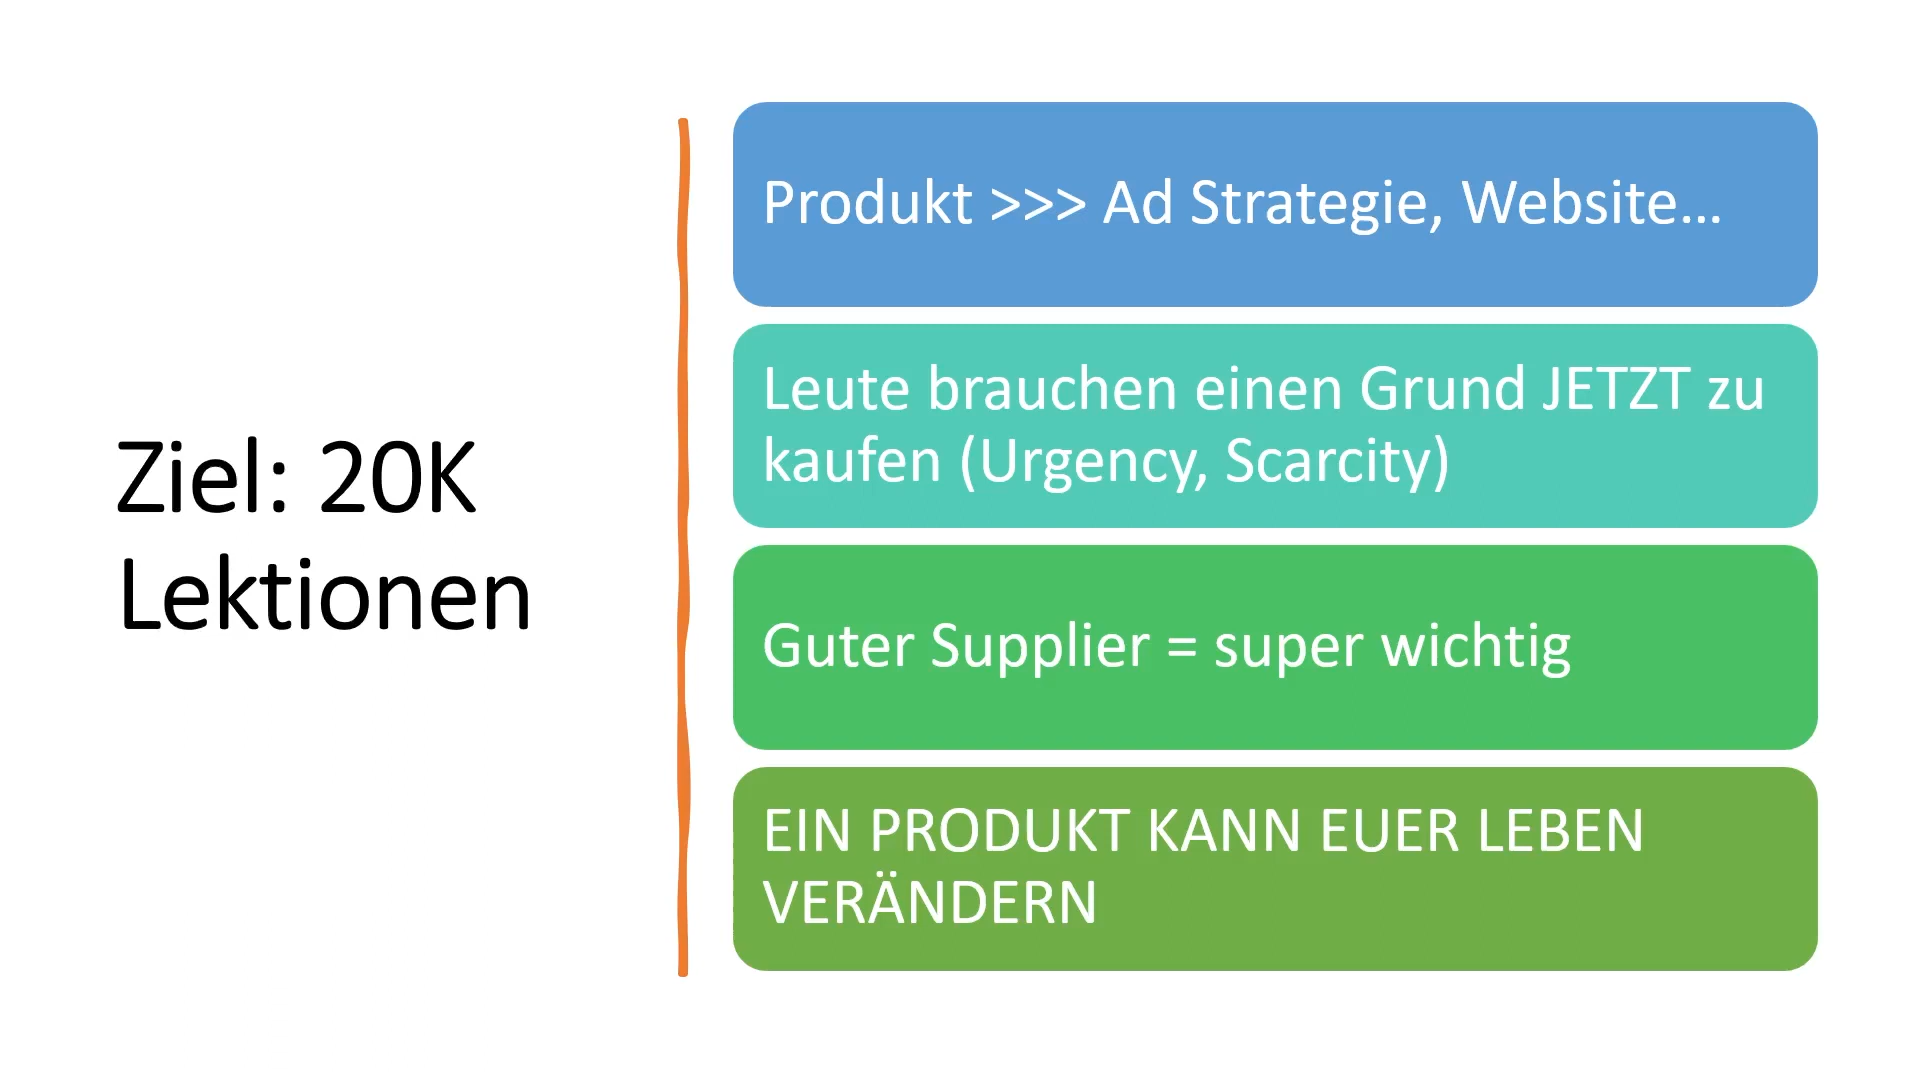 Ziel: 20K
Lektionen
Produkt >>> Ad Strategie, Website...
Leute brauchen einen Grund JETZT zu
kaufen (Urgency, Scarcity)
Guter Supplier = super wichtig
EIN PRODUKT KANN EUER LEBEN
VERÄNDERN